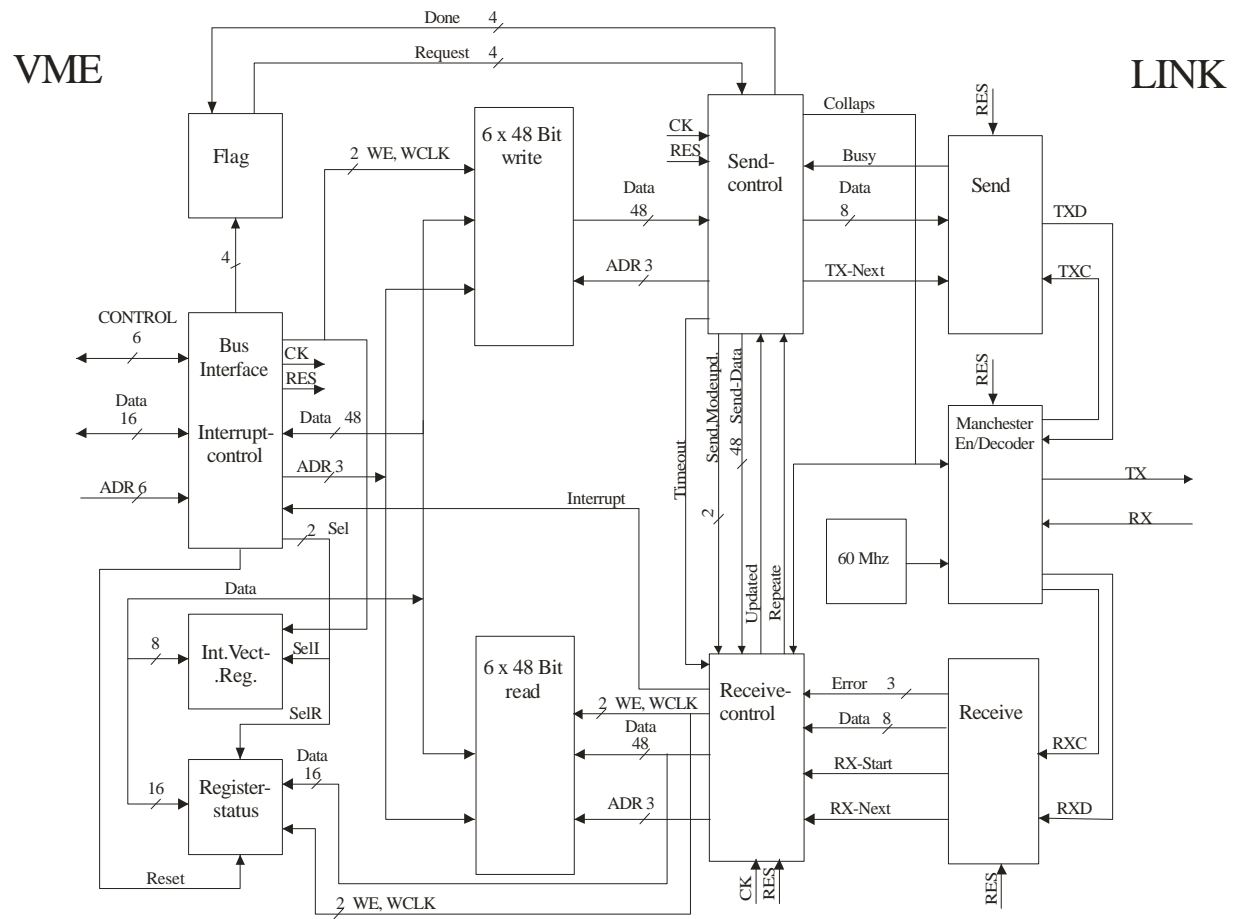 Done 4
Request 4
VME
LINK
Collaps
RES
CK
RES
6 x 48 Bit
write
Send-
control
Flag
2 WE, WCLK
Busy
Send
Data
48
Data
8
TXD
4
ADR 3
TX-Next
TXC
CONTROL
6
Bus
Interface
CK
RES
Data
16
Interrupt-
control
Data 48
ADR 3
ADR 6
Interrupt
2 Sel
Timeout
Send,Modeupd.
2
Send-Data
48
Updated
Repeate
RES
Manchester
En/Decoder
TX
RX
60 Mhz
Data
8
Int.Vect-
.Reg.
SelI
SelR
6 x 48 Bit
read
Receive-
control
Error 3
Data 8
Receive
2 WE, WCLK
Data
48
RX-Start
RXC
Data
16
16
Register-
status
ADR 3
RX-Next
RXD
Reset
2 WE, WCLK
CK
RES
RES